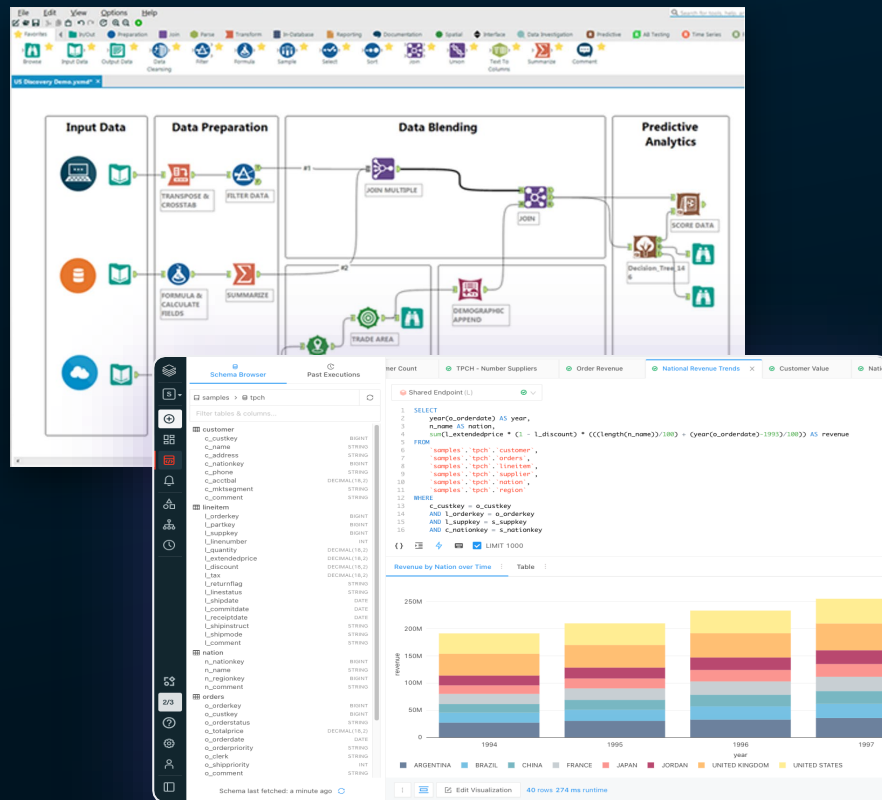 File Edit View Options Help
Search for tools, help, a
Favorites In/Out Preparation Join Parse Transform In-Database Reporting Documentation Spatial Interface Data Investigation Predictive AB Testing Time Series
Browse Input Data Output Data Data Cleansing Filter Formula Sample Select Sort Join Union Text To Columns Summarize Comment
US Discovery Demo.yxmd*
Input Data
Data Preparation
Data Blending
Predictive Analytics
#1
TRANSPOSE & CROSSTAB
FILTER DATA
JOIN MULTIPLE
JOIN
SCORE DATA
Decision_Tree_14
6
#2
FORMULA & CALCULATE FIELDS
SUMMARIZE
DEMOGRAPHIC APPEND
TRADE AREA
Schema Browser
Past Executions
mer Count
TPCH - Number Suppliers
Order Revenue
National Revenue Trends
Customer Value
Nati
S
samples > tpch
Filter tables & columns...
customer
c_custkey BIGINT
c_name STRING
c_address STRING
c_nationkey BIGINT
c_phone STRING
c_acctbal DECIMAL(18,2)
c_mktsegment STRING
c_comment STRING
lineitem
l_orderkey BIGINT
l_partkey BIGINT
l_suppkey BIGINT
l_linenumber INT
l_quantity DECIMAL(18,2)
l_extendedprice DECIMAL(18,2)
l_discount DECIMAL(18,2)
l_tax DECIMAL(18,2)
l_returnflag STRING
l_linestatus STRING
l_shipdate DATE
l_commitdate DATE
l_receiptdate DATE
l_shipinstruct STRING
l_shipmode STRING
l_comment STRING
nation
n_nationkey BIGINT
n_name STRING
n_regionkey BIGINT
n_comment STRING
orders
o_orderkey BIGINT
o_custkey BIGINT
o_orderstatus STRING
o_totalprice DECIMAL(18,2)
o_orderdate DATE
o_orderpriority STRING
o_clerk STRING
o_shippriority INT
o_comment STRING
2/3
Schema last fetched: a minute ago
Shared Endpoint (L)
1 SELECT
2 year(o_orderdate) AS year,
3 n_name AS nation,
4 sum(l_extendedprice * (1 - l_discount) * (((length(n_name))/100) + (year(o_orderdate)-1993)/100)) AS revenue
5 FROM
6 `samples`.`tpch`.`customer`,
7 `samples`.`tpch`.`orders`,
8 `samples`.`tpch`.`lineitem`,
9 `samples`.`tpch`.`supplier`,
10 `samples`.`tpch`.`nation`,
11 `samples`.`tpch`.`region`
12 WHERE
13 c_custkey = o_custkey
14 AND l_orderkey = o_orderkey
15 AND l_suppkey = s_suppkey
16 AND c_nationkey = s_nationkey
{} LIMIT 1000
Revenue by Nation over Time
Table
250M
200M
150M
100M
50M
0
revenue
1994 1995 1996 1997
year
ARGENTINA BRAZIL CHINA FRANCE JAPAN JORDAN UNITED KINGDOM UNITED STATES
Edit Visualization 40 rows 274 ms runtime